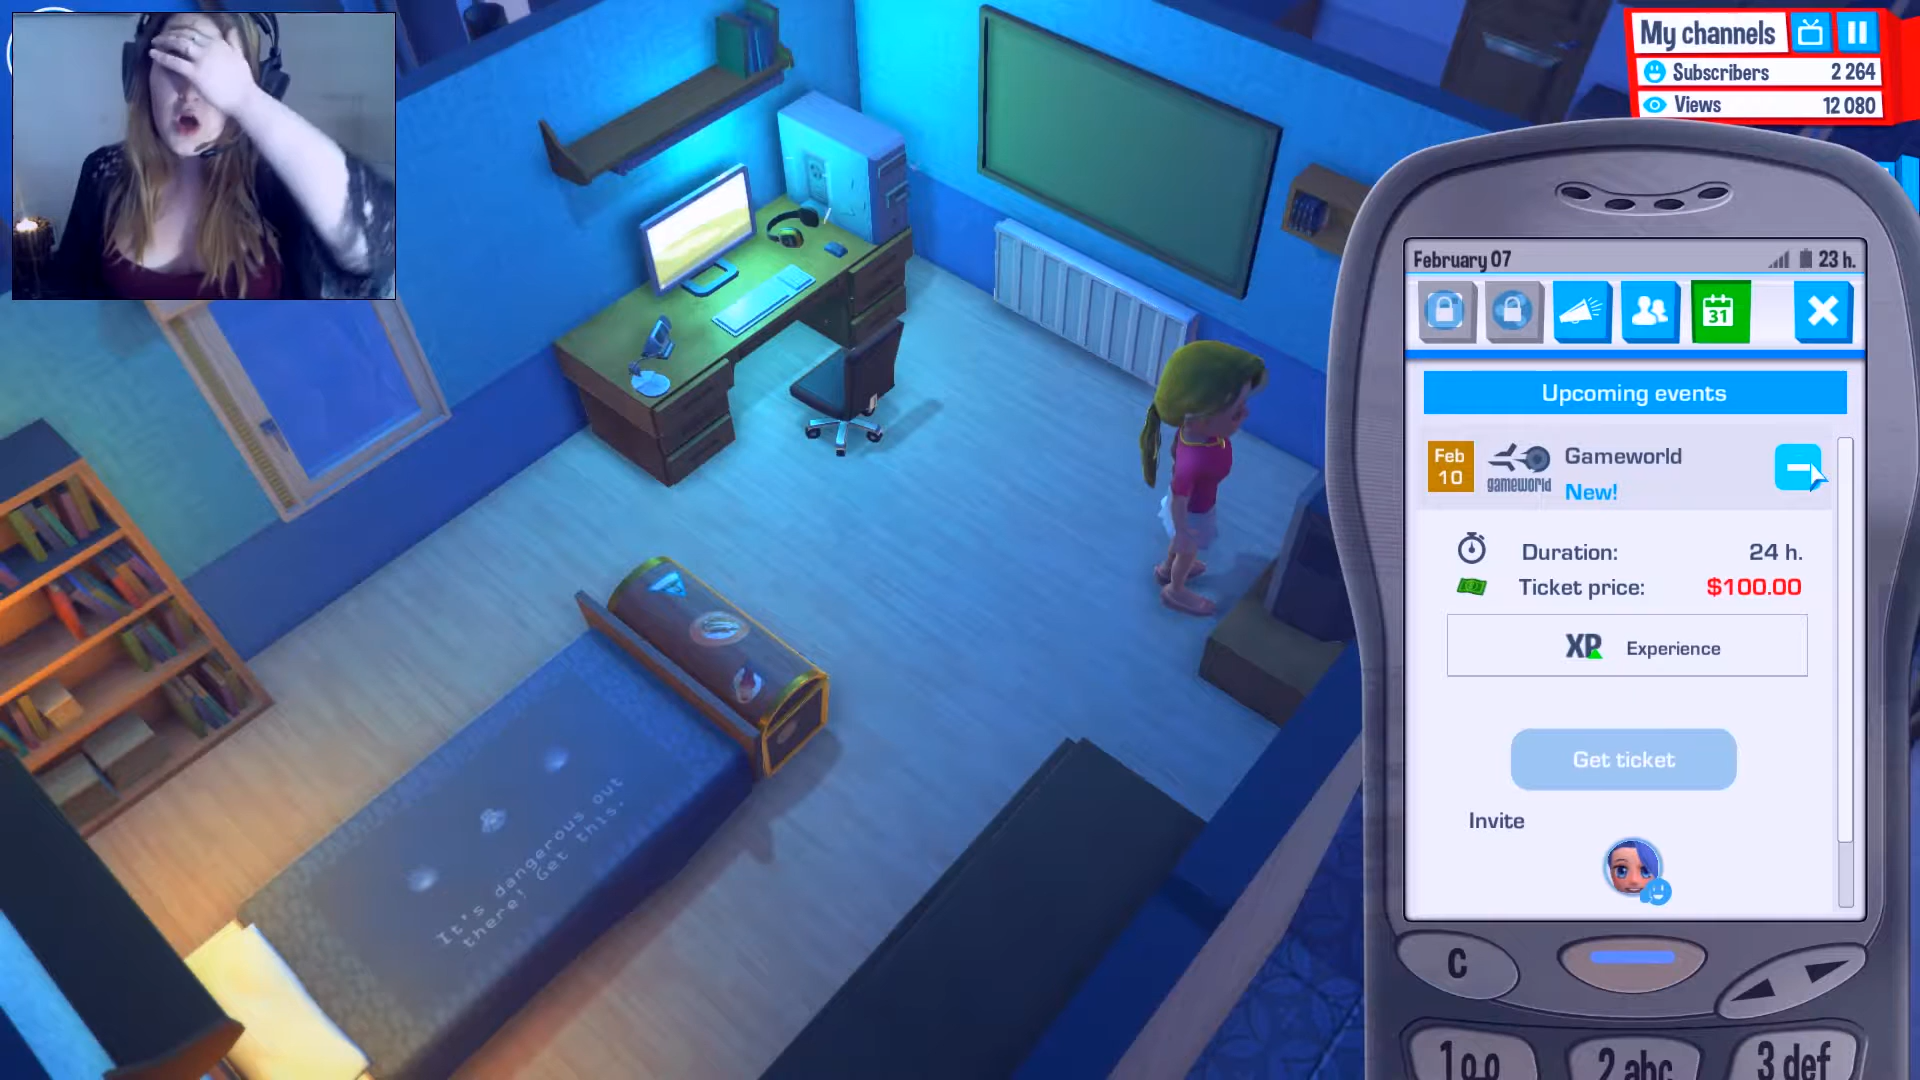 My channels
Subscribers 2 264
Views 12 080
February 07 23 h.
31
Upcoming events
Feb
10
gameworld
Gameworld
New!
Duration: 24 h.
Ticket price: $100.00
XP Experience
Get ticket
Invite
It's dangerous out
there! Get this.
C
1 o_o 2 abc 3 def